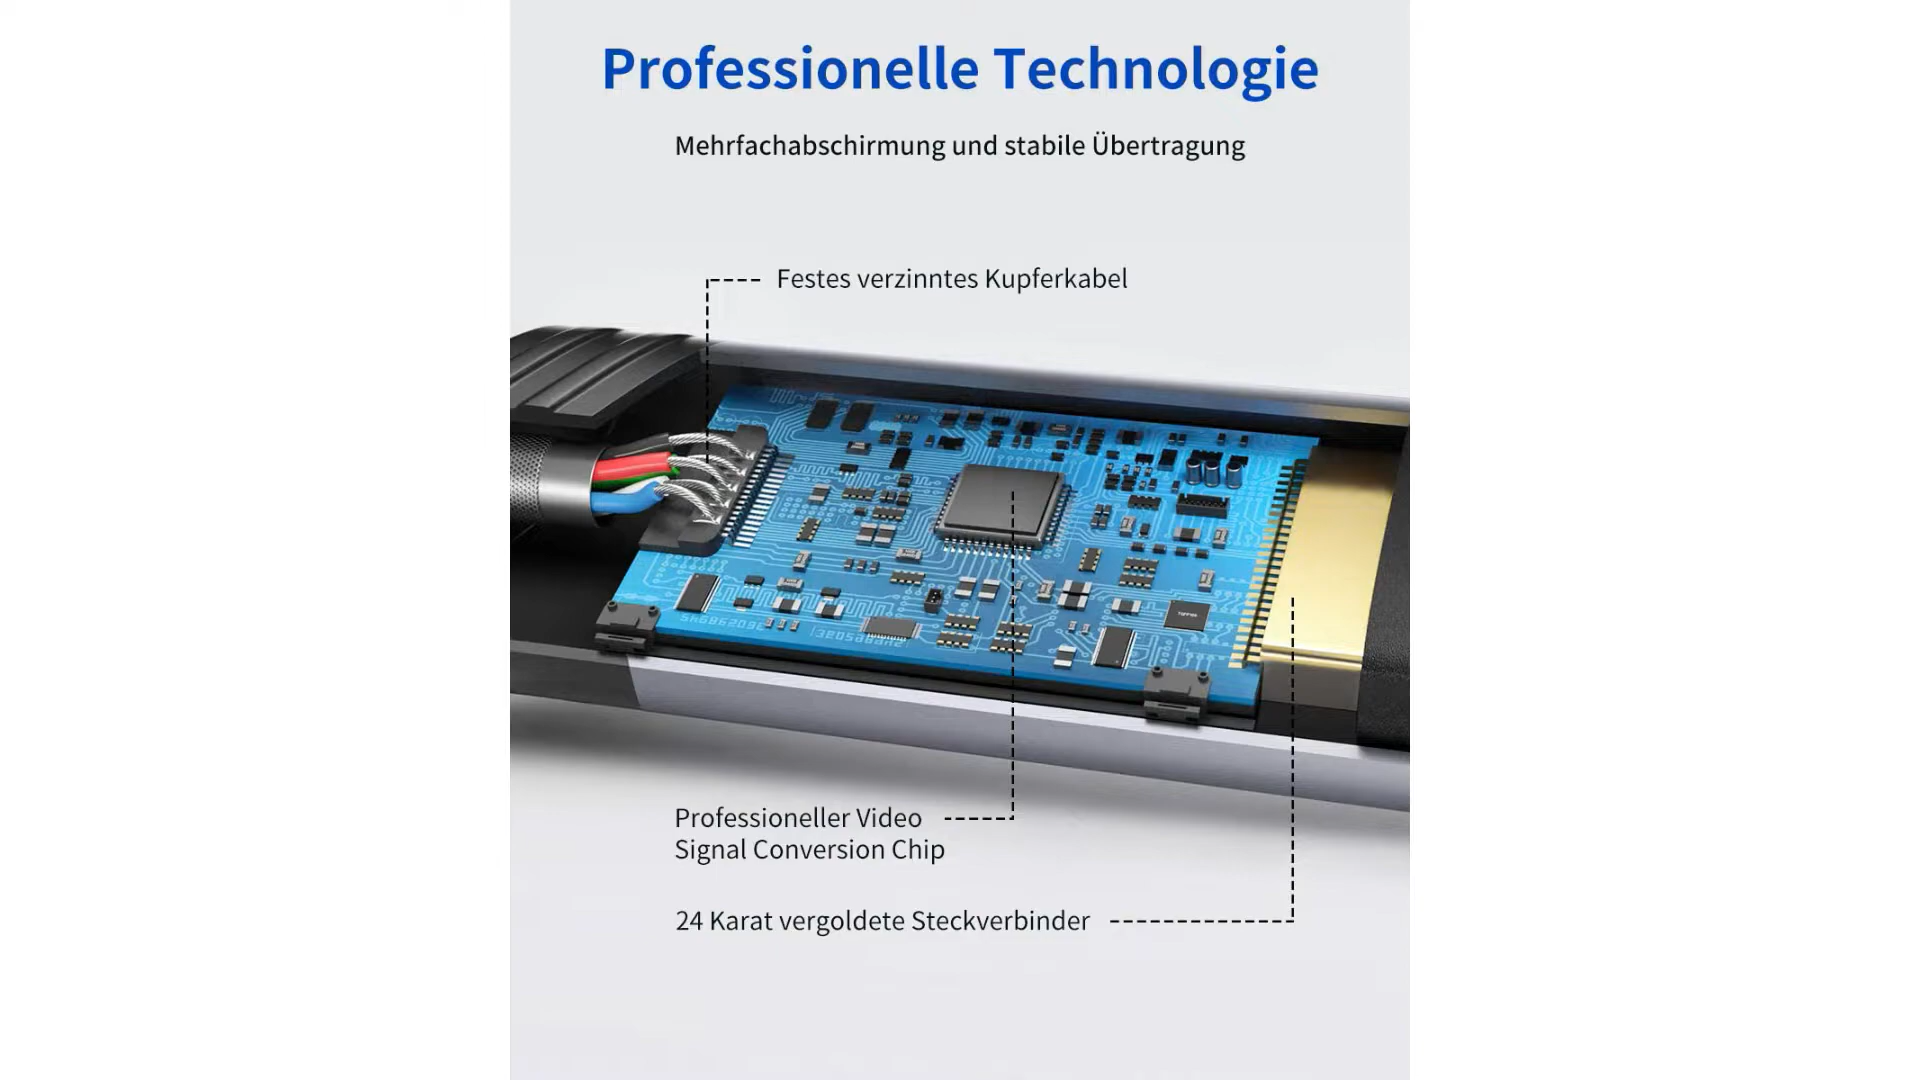 Professionelle Technologie
Mehrfachabschirmung und stabile Übertragung
Festes verzinntes Kupferkabel
Professioneller Video
Signal Conversion Chip
24 Karat vergoldete Steckverbinder